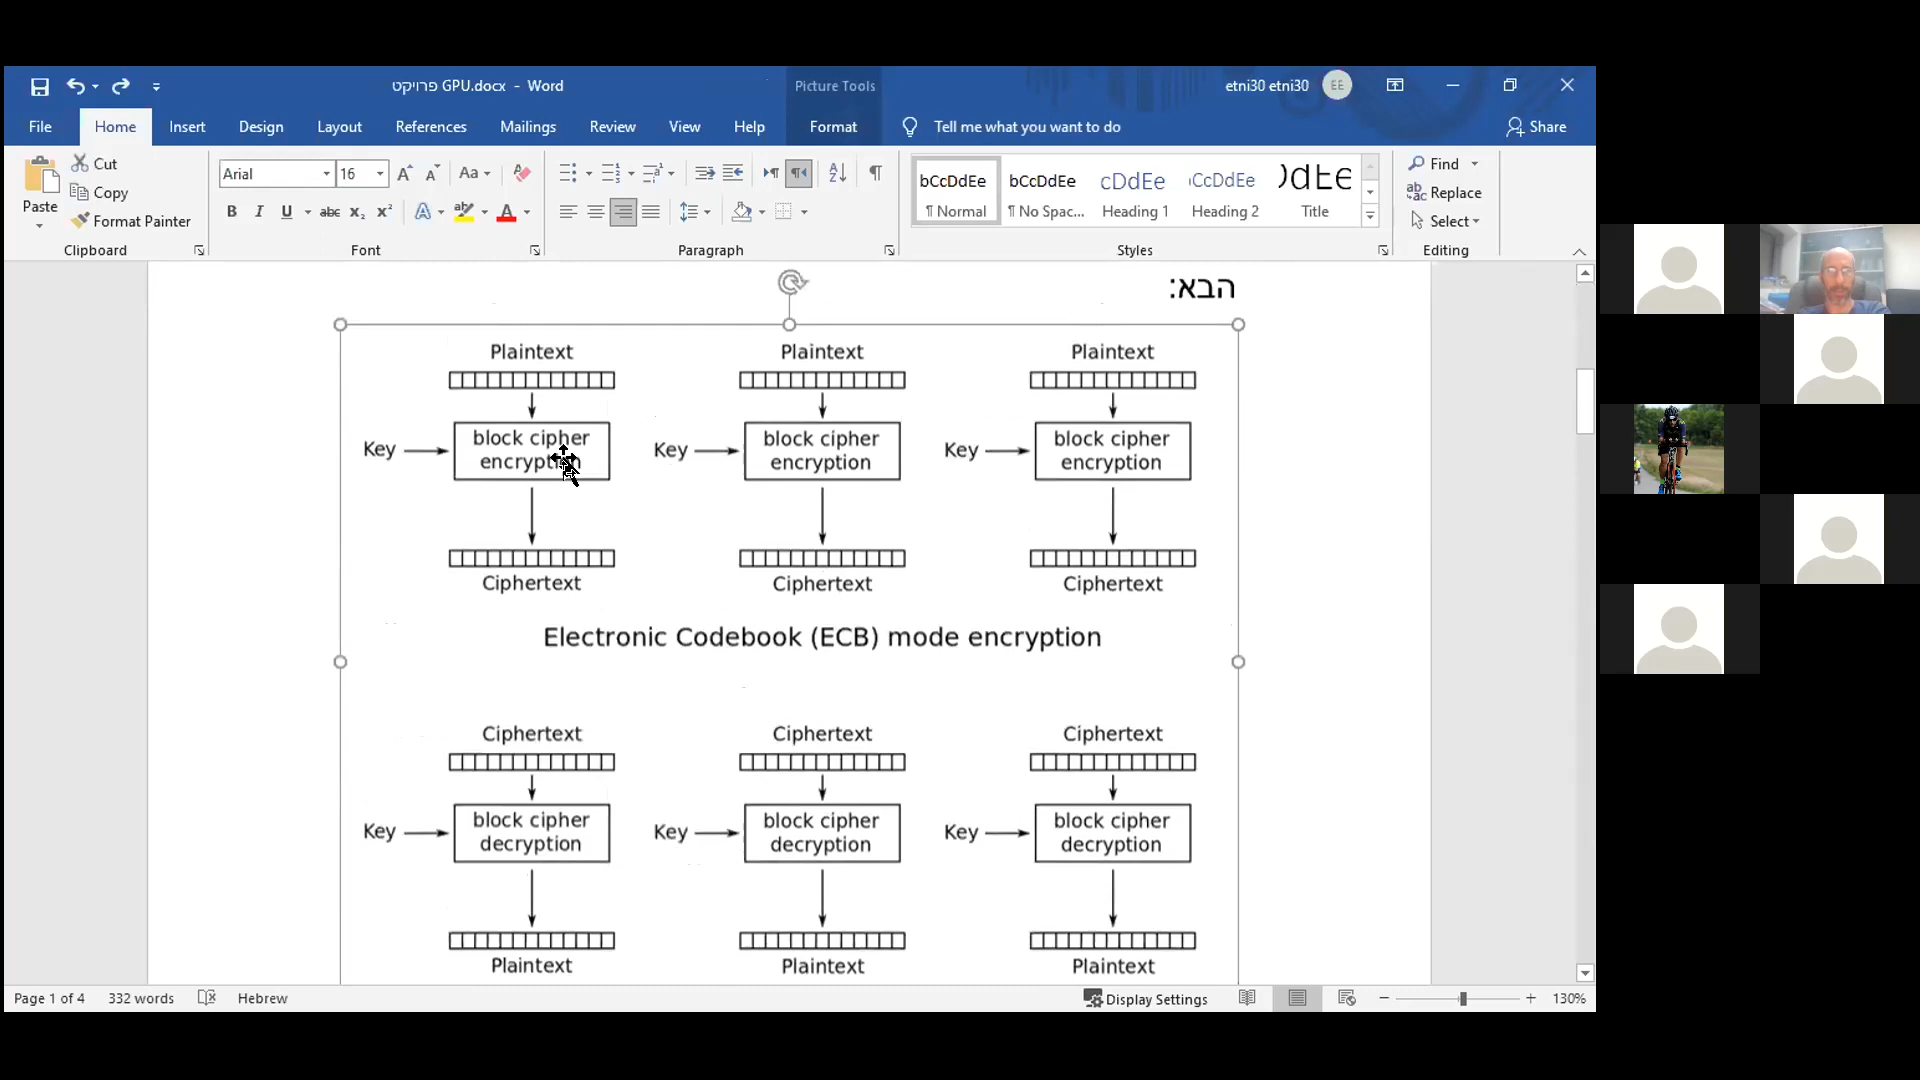 פרויקט GPU.docx - Word
Picture Tools
etni30 etni30
EE
File
Home
Insert
Design
Layout
References
Mailings
Review
View
Help
Format
Tell me what you want to do
Share
Paste
Cut
Copy
Format Painter
Clipboard
Arial
16
Font
Paragraph
bCcDdEe
¶ Normal
bCcDdEe
¶ No Spac...
cDdEe
Heading 1
CcDdEe
Heading 2
Title
Styles
Find
Replace
Select
Editing
הבא:
Plaintext Plaintext Plaintext
Key block cipher encryption
Key block cipher encryption
Key block cipher encryption
Ciphertext Ciphertext Ciphertext
Electronic Codebook (ECB) mode encryption
Ciphertext Ciphertext Ciphertext
Key block cipher decryption
Key block cipher decryption
Key block cipher decryption
Plaintext Plaintext Plaintext
Page 1 of 4
332 words
Hebrew
Display Settings
130%